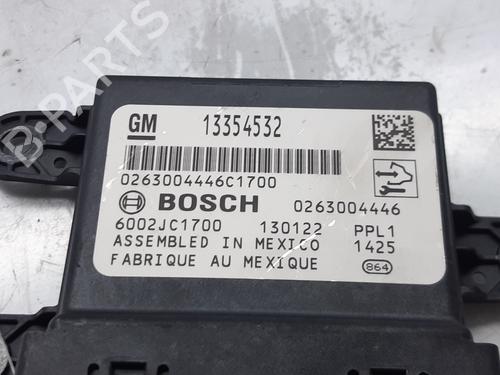 GM 13354532
0263004446C1700
BOSCH 0263004446
6002JC1700 130122 PPL1
ASSEMBLED IN MEXICO 1425
FABRIQUE AU MEXIQUE 864
B-PARTS